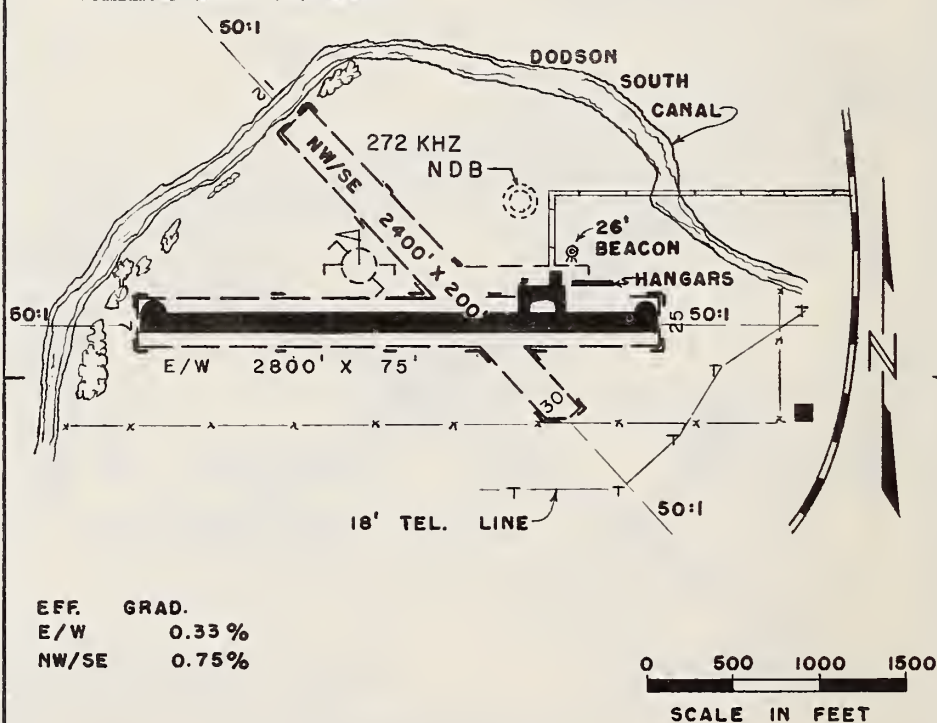 50:1
DODSON
SOUTH
CANAL
12
272 KHZ
NDB
NW/SE 2400' X 200'
26'
BEACON
HANGARS
50:1
7
25
50:1
E/W 2800' X 75'
30
50:1
18' TEL. LINE
N
EFF. GRAD.
E/W 0.33%
NW/SE 0.75%
0 500 1000 1500
SCALE IN FEET